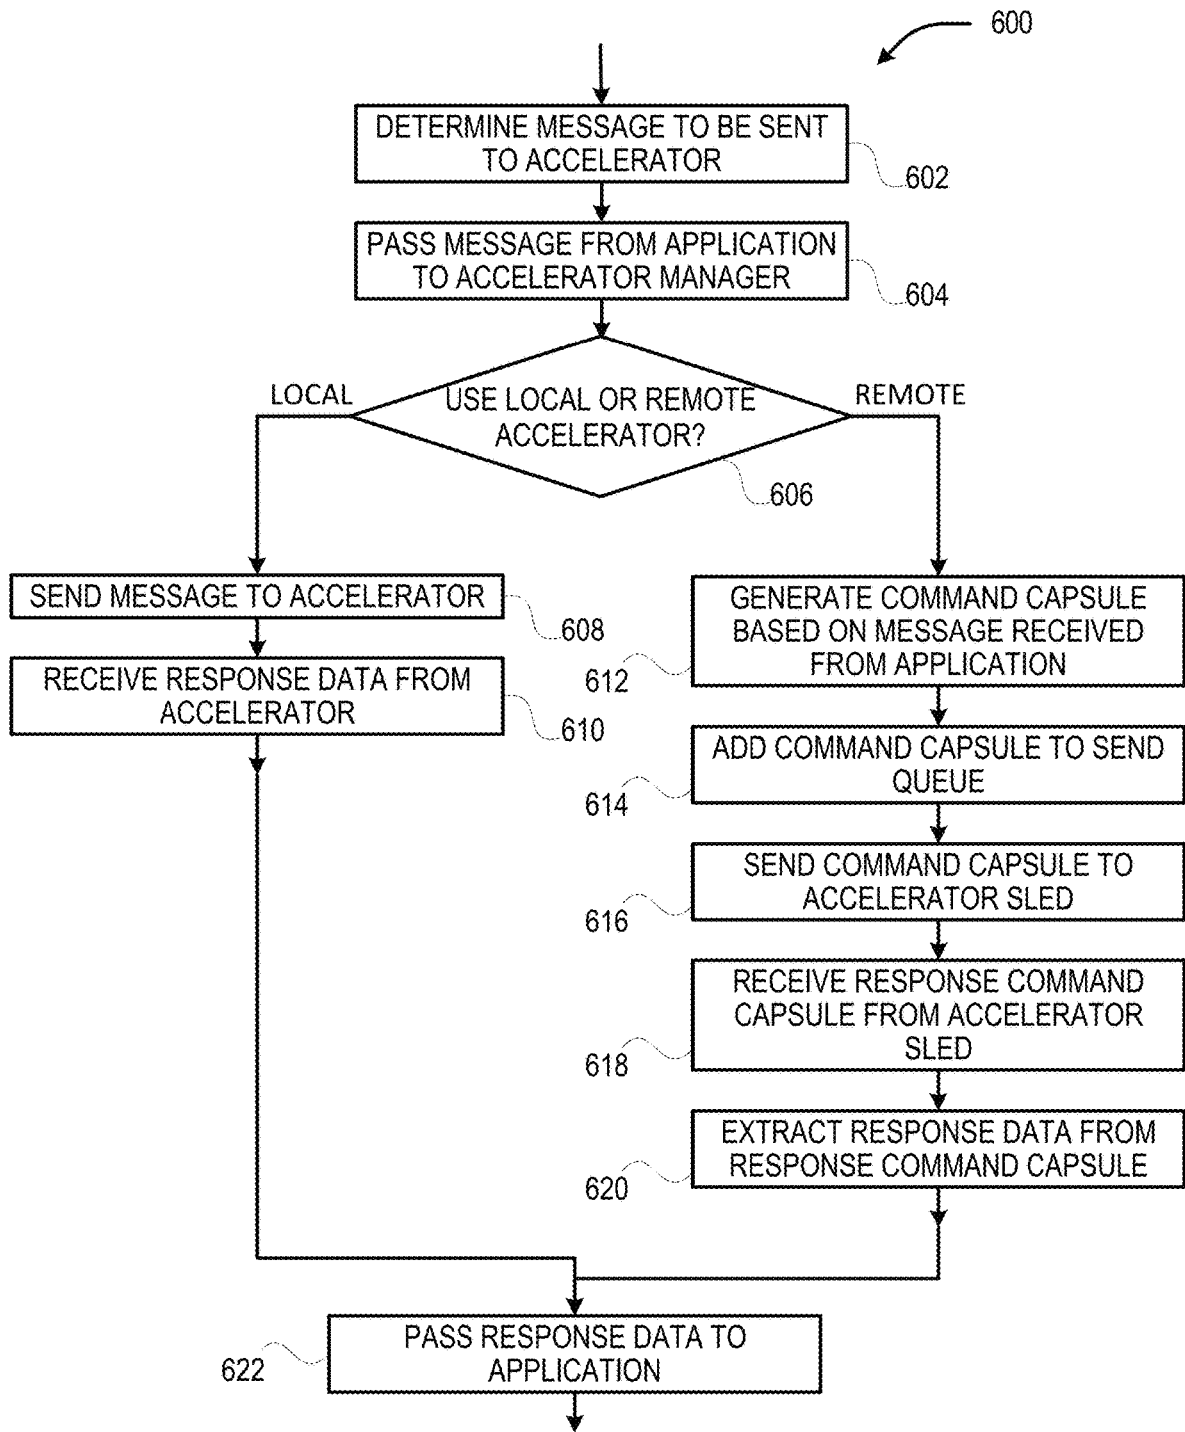 600
DETERMINE MESSAGE TO BE SENT
TO ACCELERATOR
602
PASS MESSAGE FROM APPLICATION
TO ACCELERATOR MANAGER
604
LOCAL
USE LOCAL OR REMOTE
ACCELERATOR?
REMOTE
606
SEND MESSAGE TO ACCELERATOR
608
RECEIVE RESPONSE DATA FROM
ACCELERATOR
610
GENERATE COMMAND CAPSULE
BASED ON MESSAGE RECEIVED
FROM APPLICATION
612
ADD COMMAND CAPSULE TO SEND
QUEUE
614
SEND COMMAND CAPSULE TO
ACCELERATOR SLED
616
RECEIVE RESPONSE COMMAND
CAPSULE FROM ACCELERATOR
SLED
618
EXTRACT RESPONSE DATA FROM
RESPONSE COMMAND CAPSULE
620
PASS RESPONSE DATA TO
APPLICATION
622